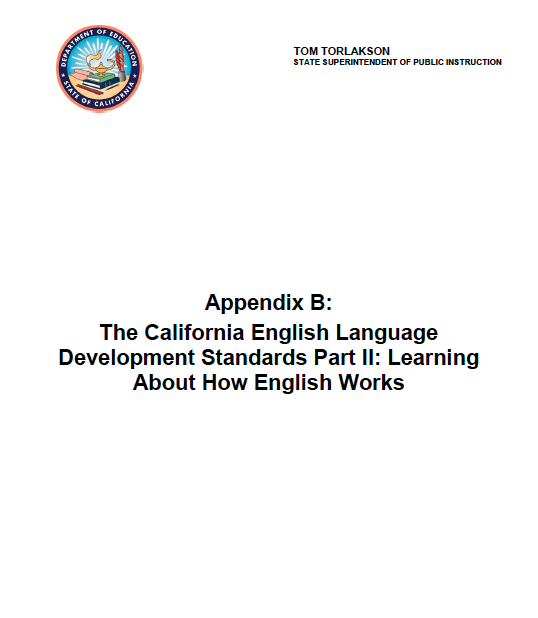 DEPARTMENT OF EDUCATION
STATE OF CALIFORNIA
TOM TORLAKSON
STATE SUPERINTENDENT OF PUBLIC INSTRUCTION
Appendix B:
The California English Language
Development Standards Part II: Learning
About How English Works